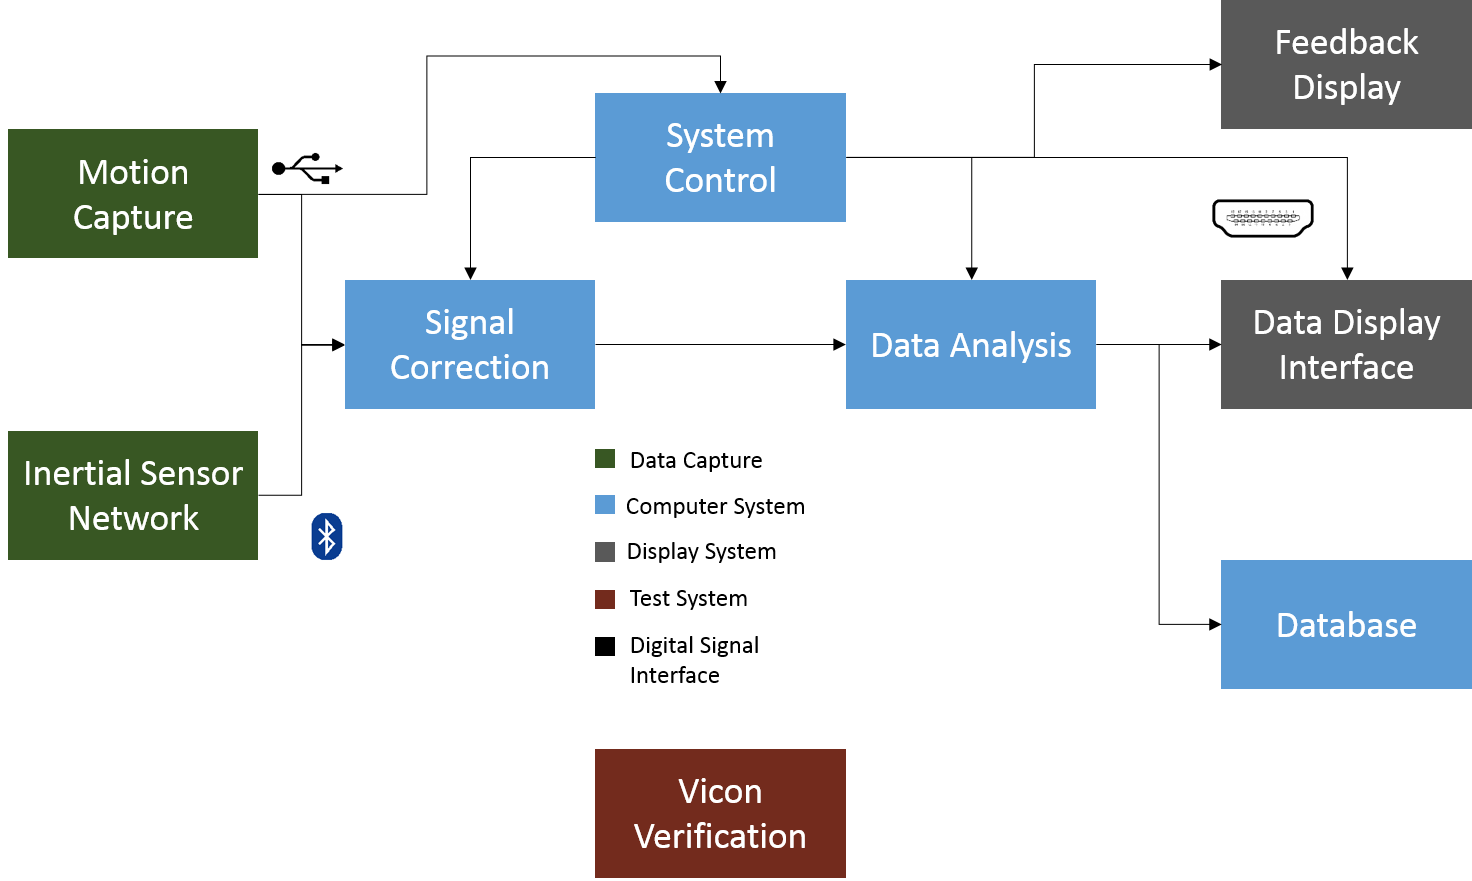 Feedback
Display
System
Control
Motion
Capture
Signal
Correction
Data Analysis
Data Display
Interface
Inertial Sensor
Network
Data Capture
Computer System
Display System
Test System
Digital Signal
Interface
Database
Vicon
Verification